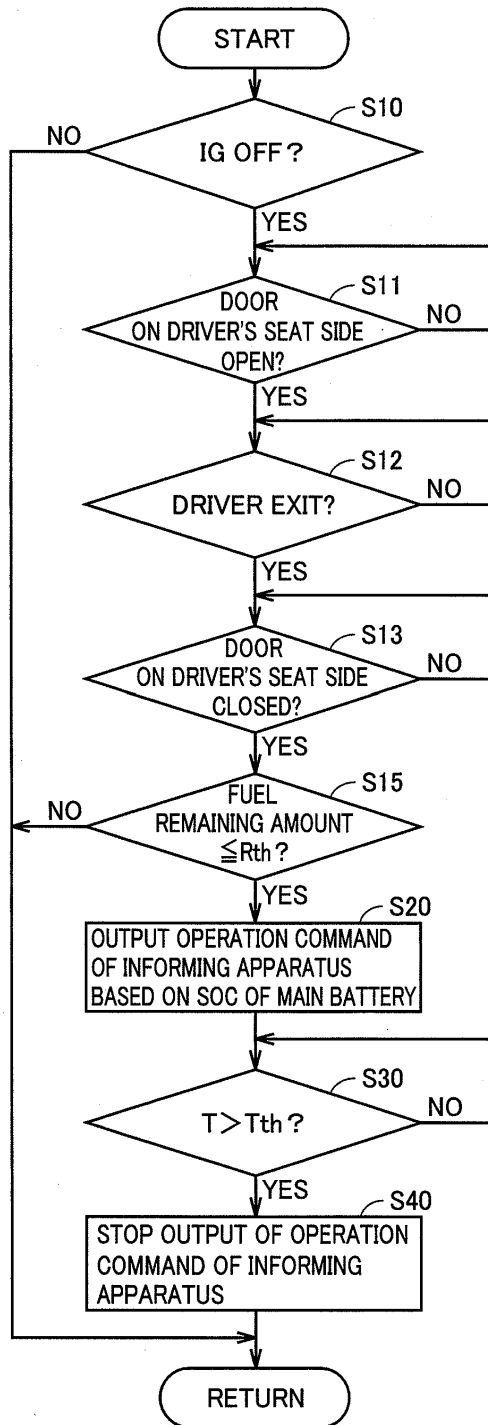 START
S10
NO
IG OFF?
YES
S11
DOOR
ON DRIVER'S SEAT SIDE
OPEN?
NO
YES
S12
DRIVER EXIT?
NO
YES
S13
DOOR
ON DRIVER'S SEAT SIDE
CLOSED?
NO
YES
S15
NO
FUEL
REMAINING AMOUNT
≦Rth?
YES
S20
OUTPUT OPERATION COMMAND
OF INFORMING APPARATUS
BASED ON SOC OF MAIN BATTERY
S30
T>Tth?
NO
YES
S40
STOP OUTPUT OF OPERATION
COMMAND OF INFORMING
APPARATUS
RETURN